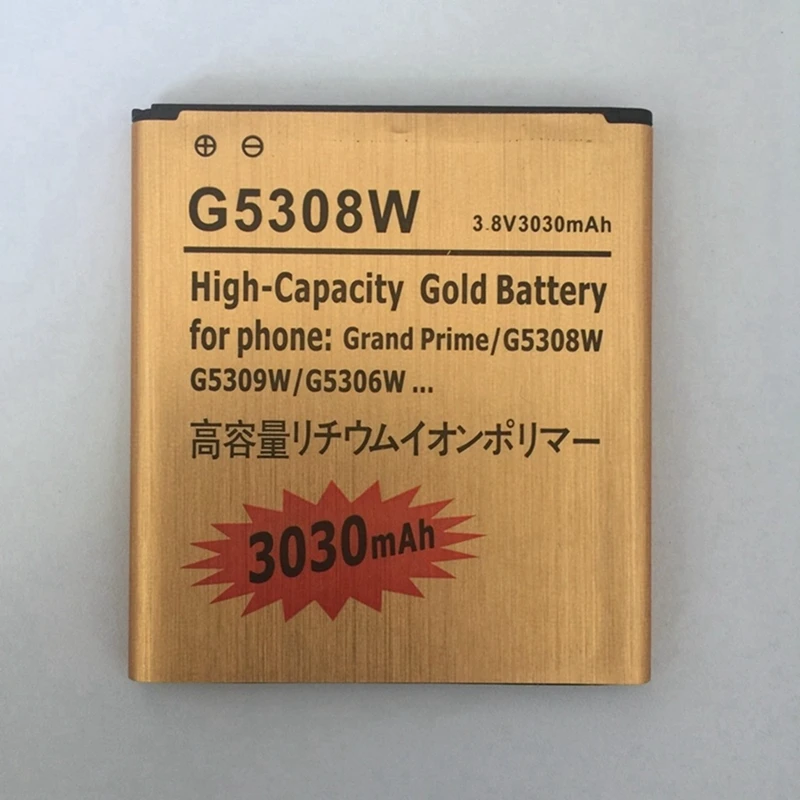 ⊕ ⊖
G5308W 3.8V3030mAh
High-Capacity Gold Battery
for phone: Grand Prime/G5308W
G5309W/G5306W ...
高容量リチウムイオンポリマー
3030mAh